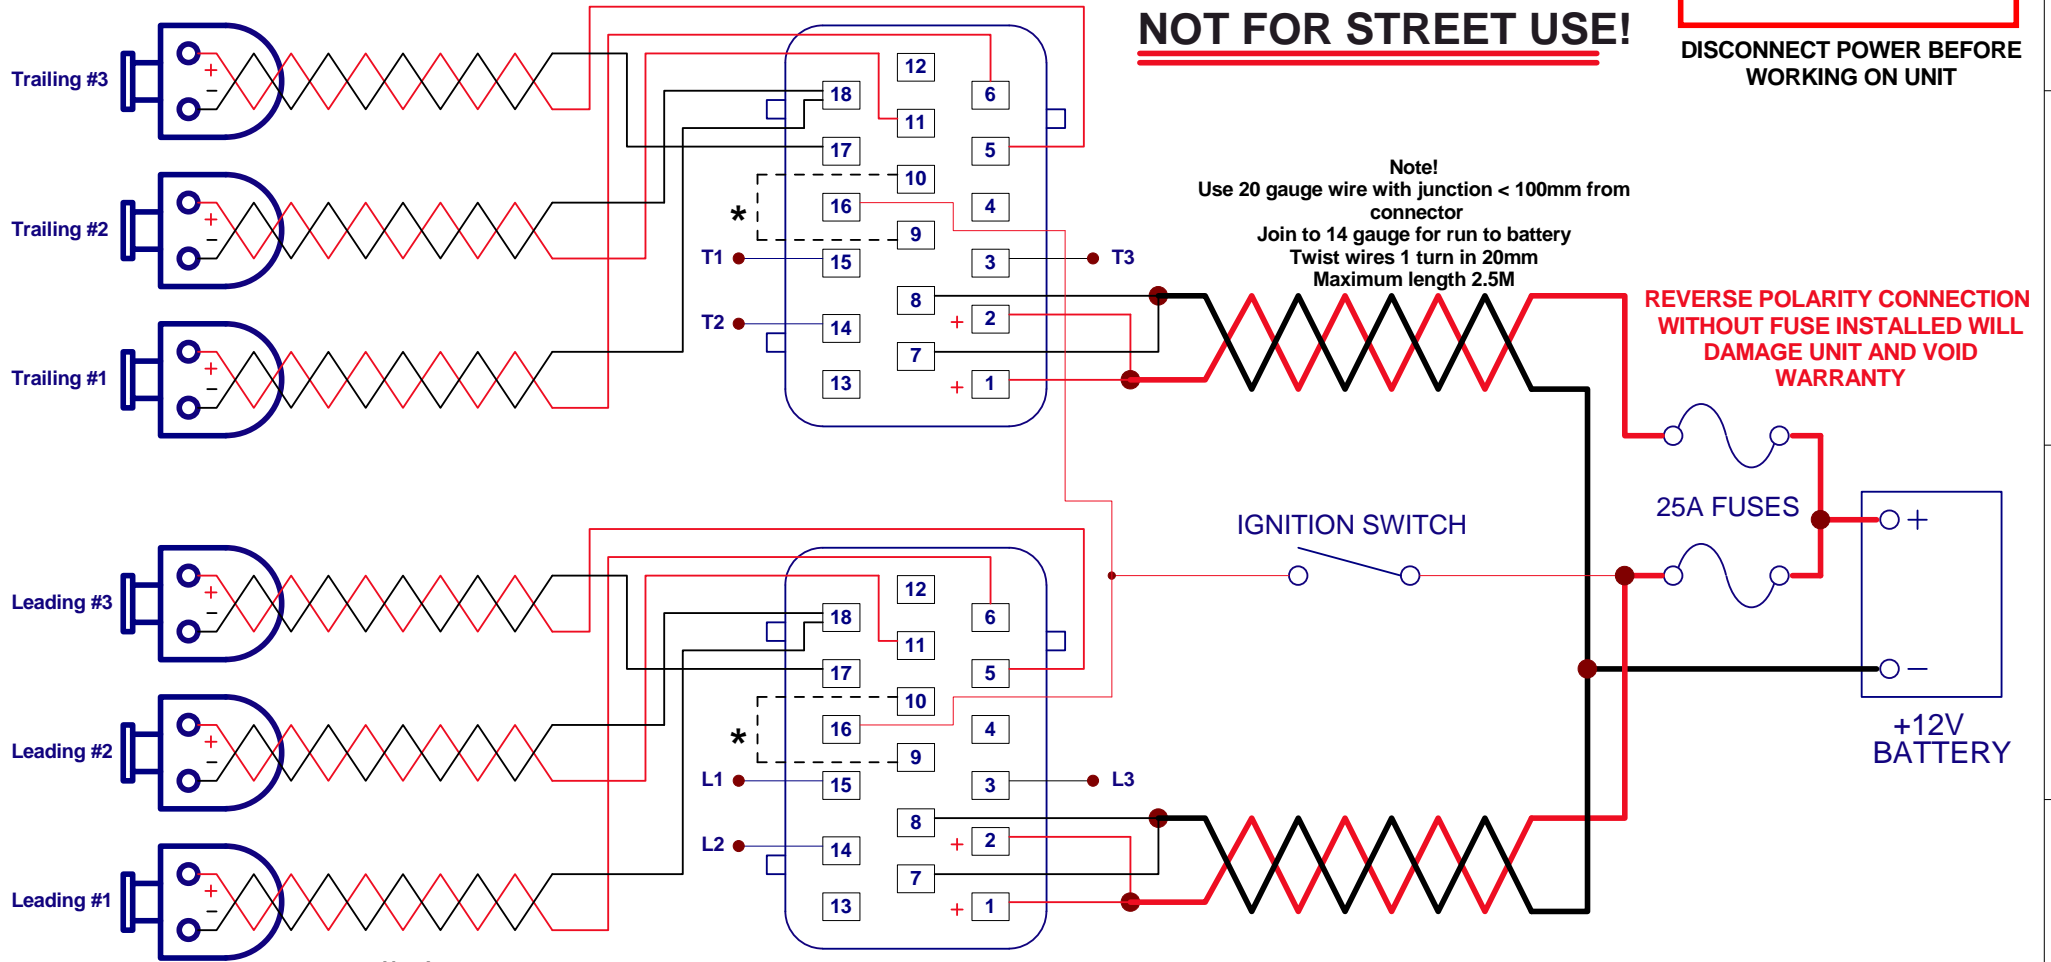 NOT FOR STREET USE!
DISCONNECT POWER BEFORE
WORKING ON UNIT
Trailing #3
+
−
Trailing #2
+
−
Trailing #1
+
−
12
18
6
11
17
5
10
16
4
*
9
T1
15
3
T3
8
T2
14
+ 2
7
13
+ 1
Note!
Use 20 gauge wire with junction < 100mm from
connector
Join to 14 gauge for run to battery
Twist wires 1 turn in 20mm
Maximum length 2.5M
REVERSE POLARITY CONNECTION
WITHOUT FUSE INSTALLED WILL
DAMAGE UNIT AND VOID
WARRANTY
25A FUSES
IGNITION SWITCH
+
−
+12V
BATTERY
Leading #3
+
−
Leading #2
+
−
Leading #1
+
−
12
18
6
11
17
5
10
16
4
*
9
L1
15
3
L3
8
L2
14
+ 2
7
13
+ 1